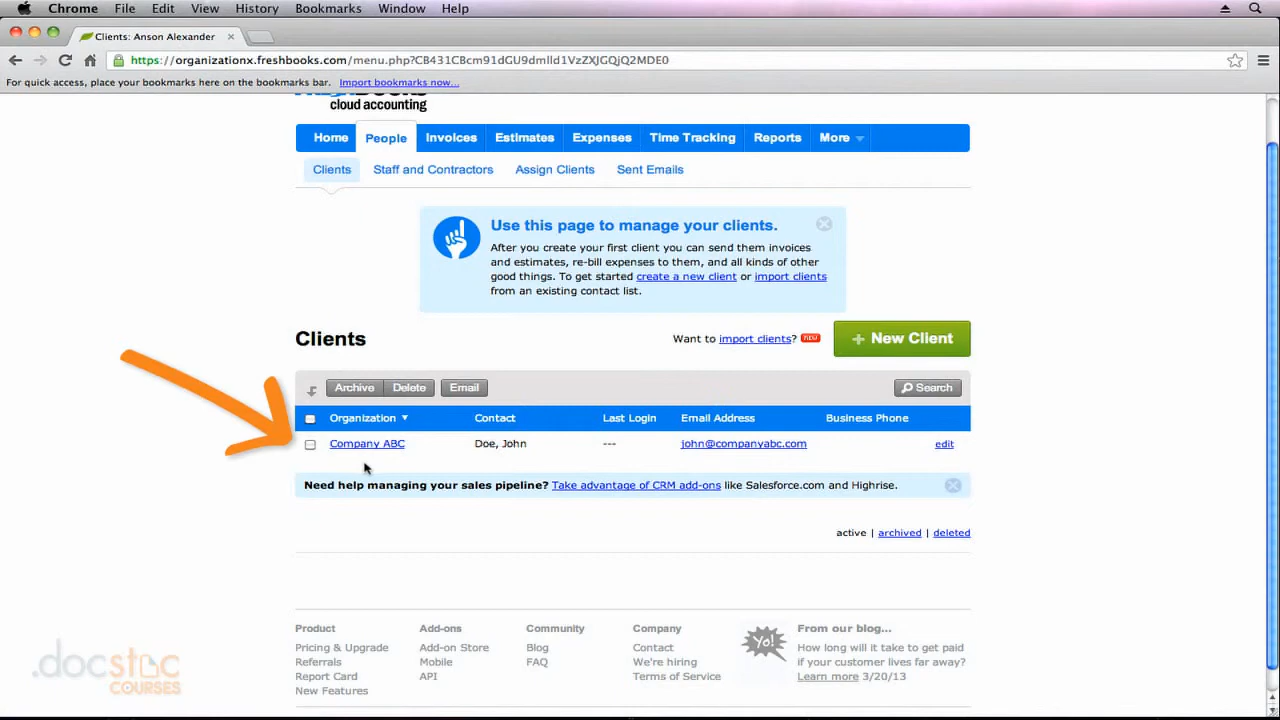 Chrome File Edit View History Bookmarks Window Help
Clients: Anson Alexander
https://organizationx.freshbooks.com/menu.php?CB431CBcm91dGU9dmlld1VzZXJGQjQ2MDE0
For quick access, place your bookmarks here on the bookmarks bar. Import bookmarks now...
cloud accounting
Home People Invoices Estimates Expenses Time Tracking Reports More
Clients Staff and Contractors Assign Clients Sent Emails
Use this page to manage your clients.
After you create your first client you can send them invoices
and estimates, re-bill expenses to them, and all kinds of other
good things. To get started create a new client or import clients
from an existing contact list.
Clients Want to import clients? NEW + New Client
Archive Delete Email Search
Organization Contact Last Login Email Address Business Phone
Company ABC Doe, John --- john@companyabc.com edit
Need help managing your sales pipeline? Take advantage of CRM add-ons like Salesforce.com and Highrise.
active | archived | deleted
Product Add-ons Community Company From our blog...
Pricing & Upgrade Add-on Store Blog Contact How long will it take to get paid
Referrals Mobile FAQ We're hiring if your customer lives far away?
Report Card API Terms of Service Learn more 3/20/13
New Features
Yo!
.docstoc
COURSES